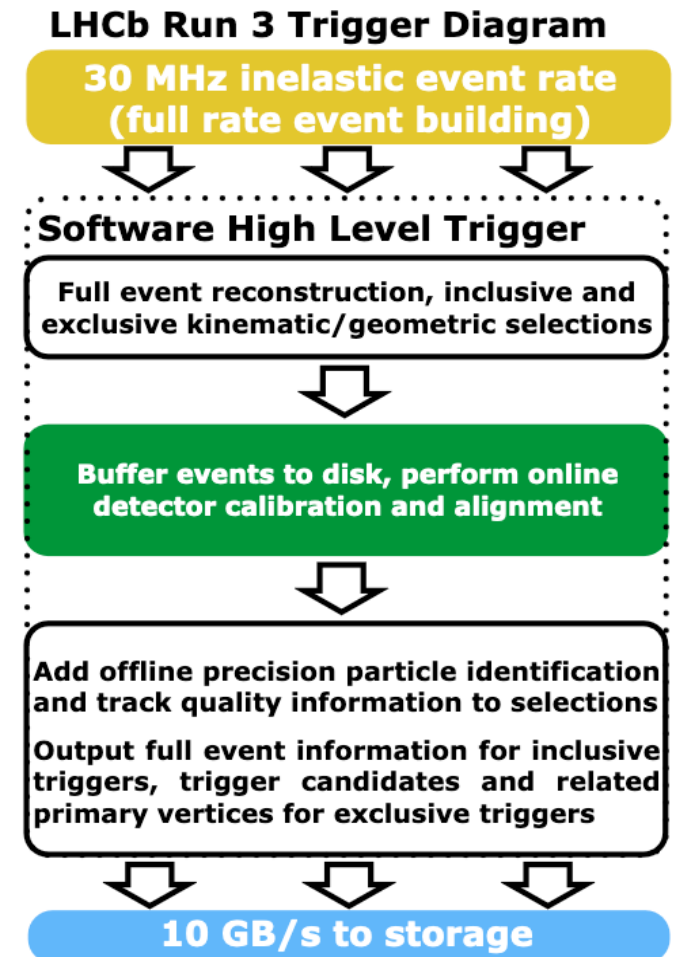 LHCb Run 3 Trigger Diagram
30 MHz inelastic event rate
(full rate event building)
Software High Level Trigger
Full event reconstruction, inclusive and
exclusive kinematic/geometric selections
Buffer events to disk, perform online
detector calibration and alignment
Add offline precision particle identification
and track quality information to selections
Output full event information for inclusive
triggers, trigger candidates and related
primary vertices for exclusive triggers
10 GB/s to storage